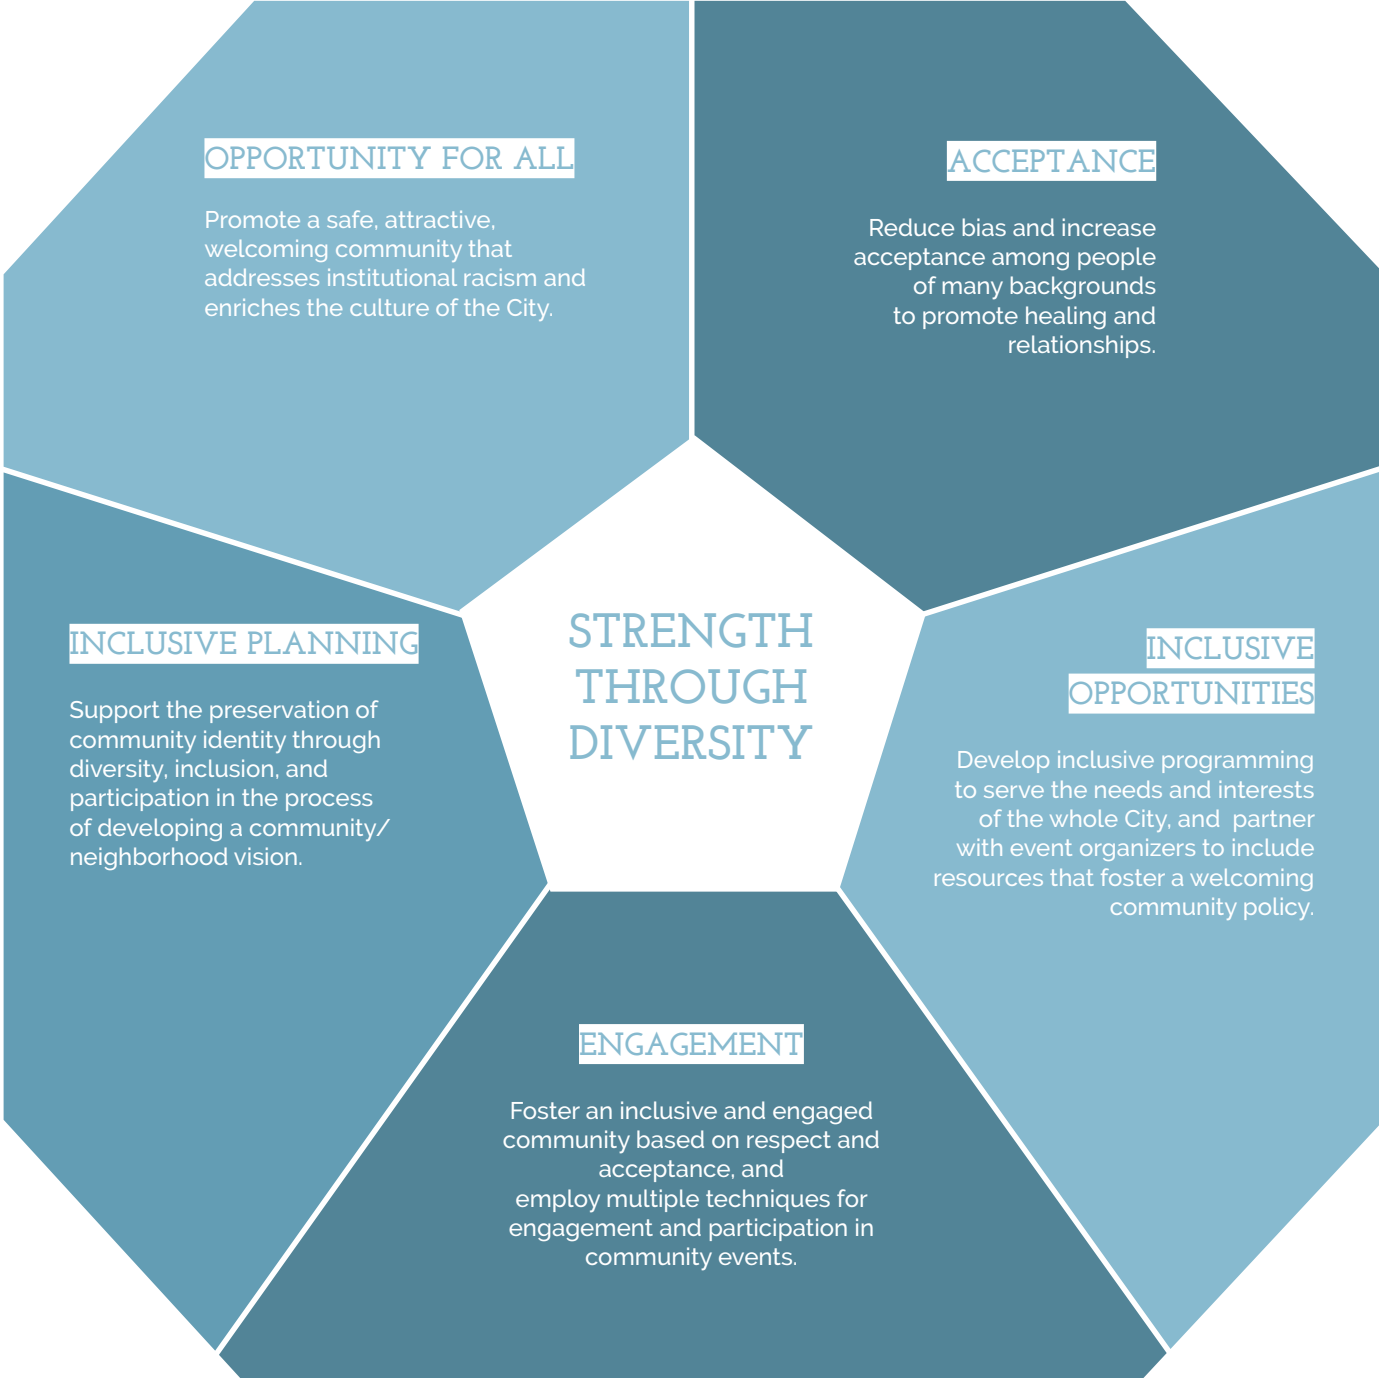 OPPORTUNITY FOR ALL
Promote a safe, attractive,
welcoming community that
addresses institutional racism and
enriches the culture of the City.
ACCEPTANCE
Reduce bias and increase
acceptance among people
of many backgrounds
to promote healing and
relationships.
STRENGTH
THROUGH
DIVERSITY
INCLUSIVE PLANNING
Support the preservation of
community identity through
diversity, inclusion, and
participation in the process
of developing a community/
neighborhood vision.
INCLUSIVE
OPPORTUNITIES
Develop inclusive programming
to serve the needs and interests
of the whole City, and partner
with event organizers to include
resources that foster a welcoming
community policy.
ENGAGEMENT
Foster an inclusive and engaged
community based on respect and
acceptance, and
employ multiple techniques for
engagement and participation in
community events.